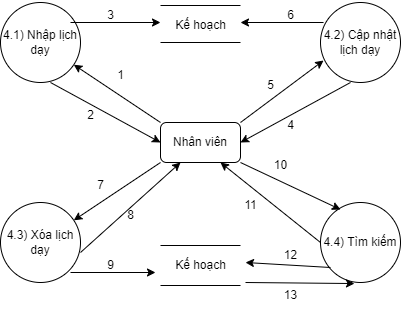 3
Kế hoạch
6
4.1) Nhập lịch
dạy
4.2) Cập nhật
lịch dạy
1
5
2
4
Nhân viên
7
10
8
11
4.3) Xóa lịch
dạy
4.4) Tìm kiếm
9
Kế hoạch
12
13